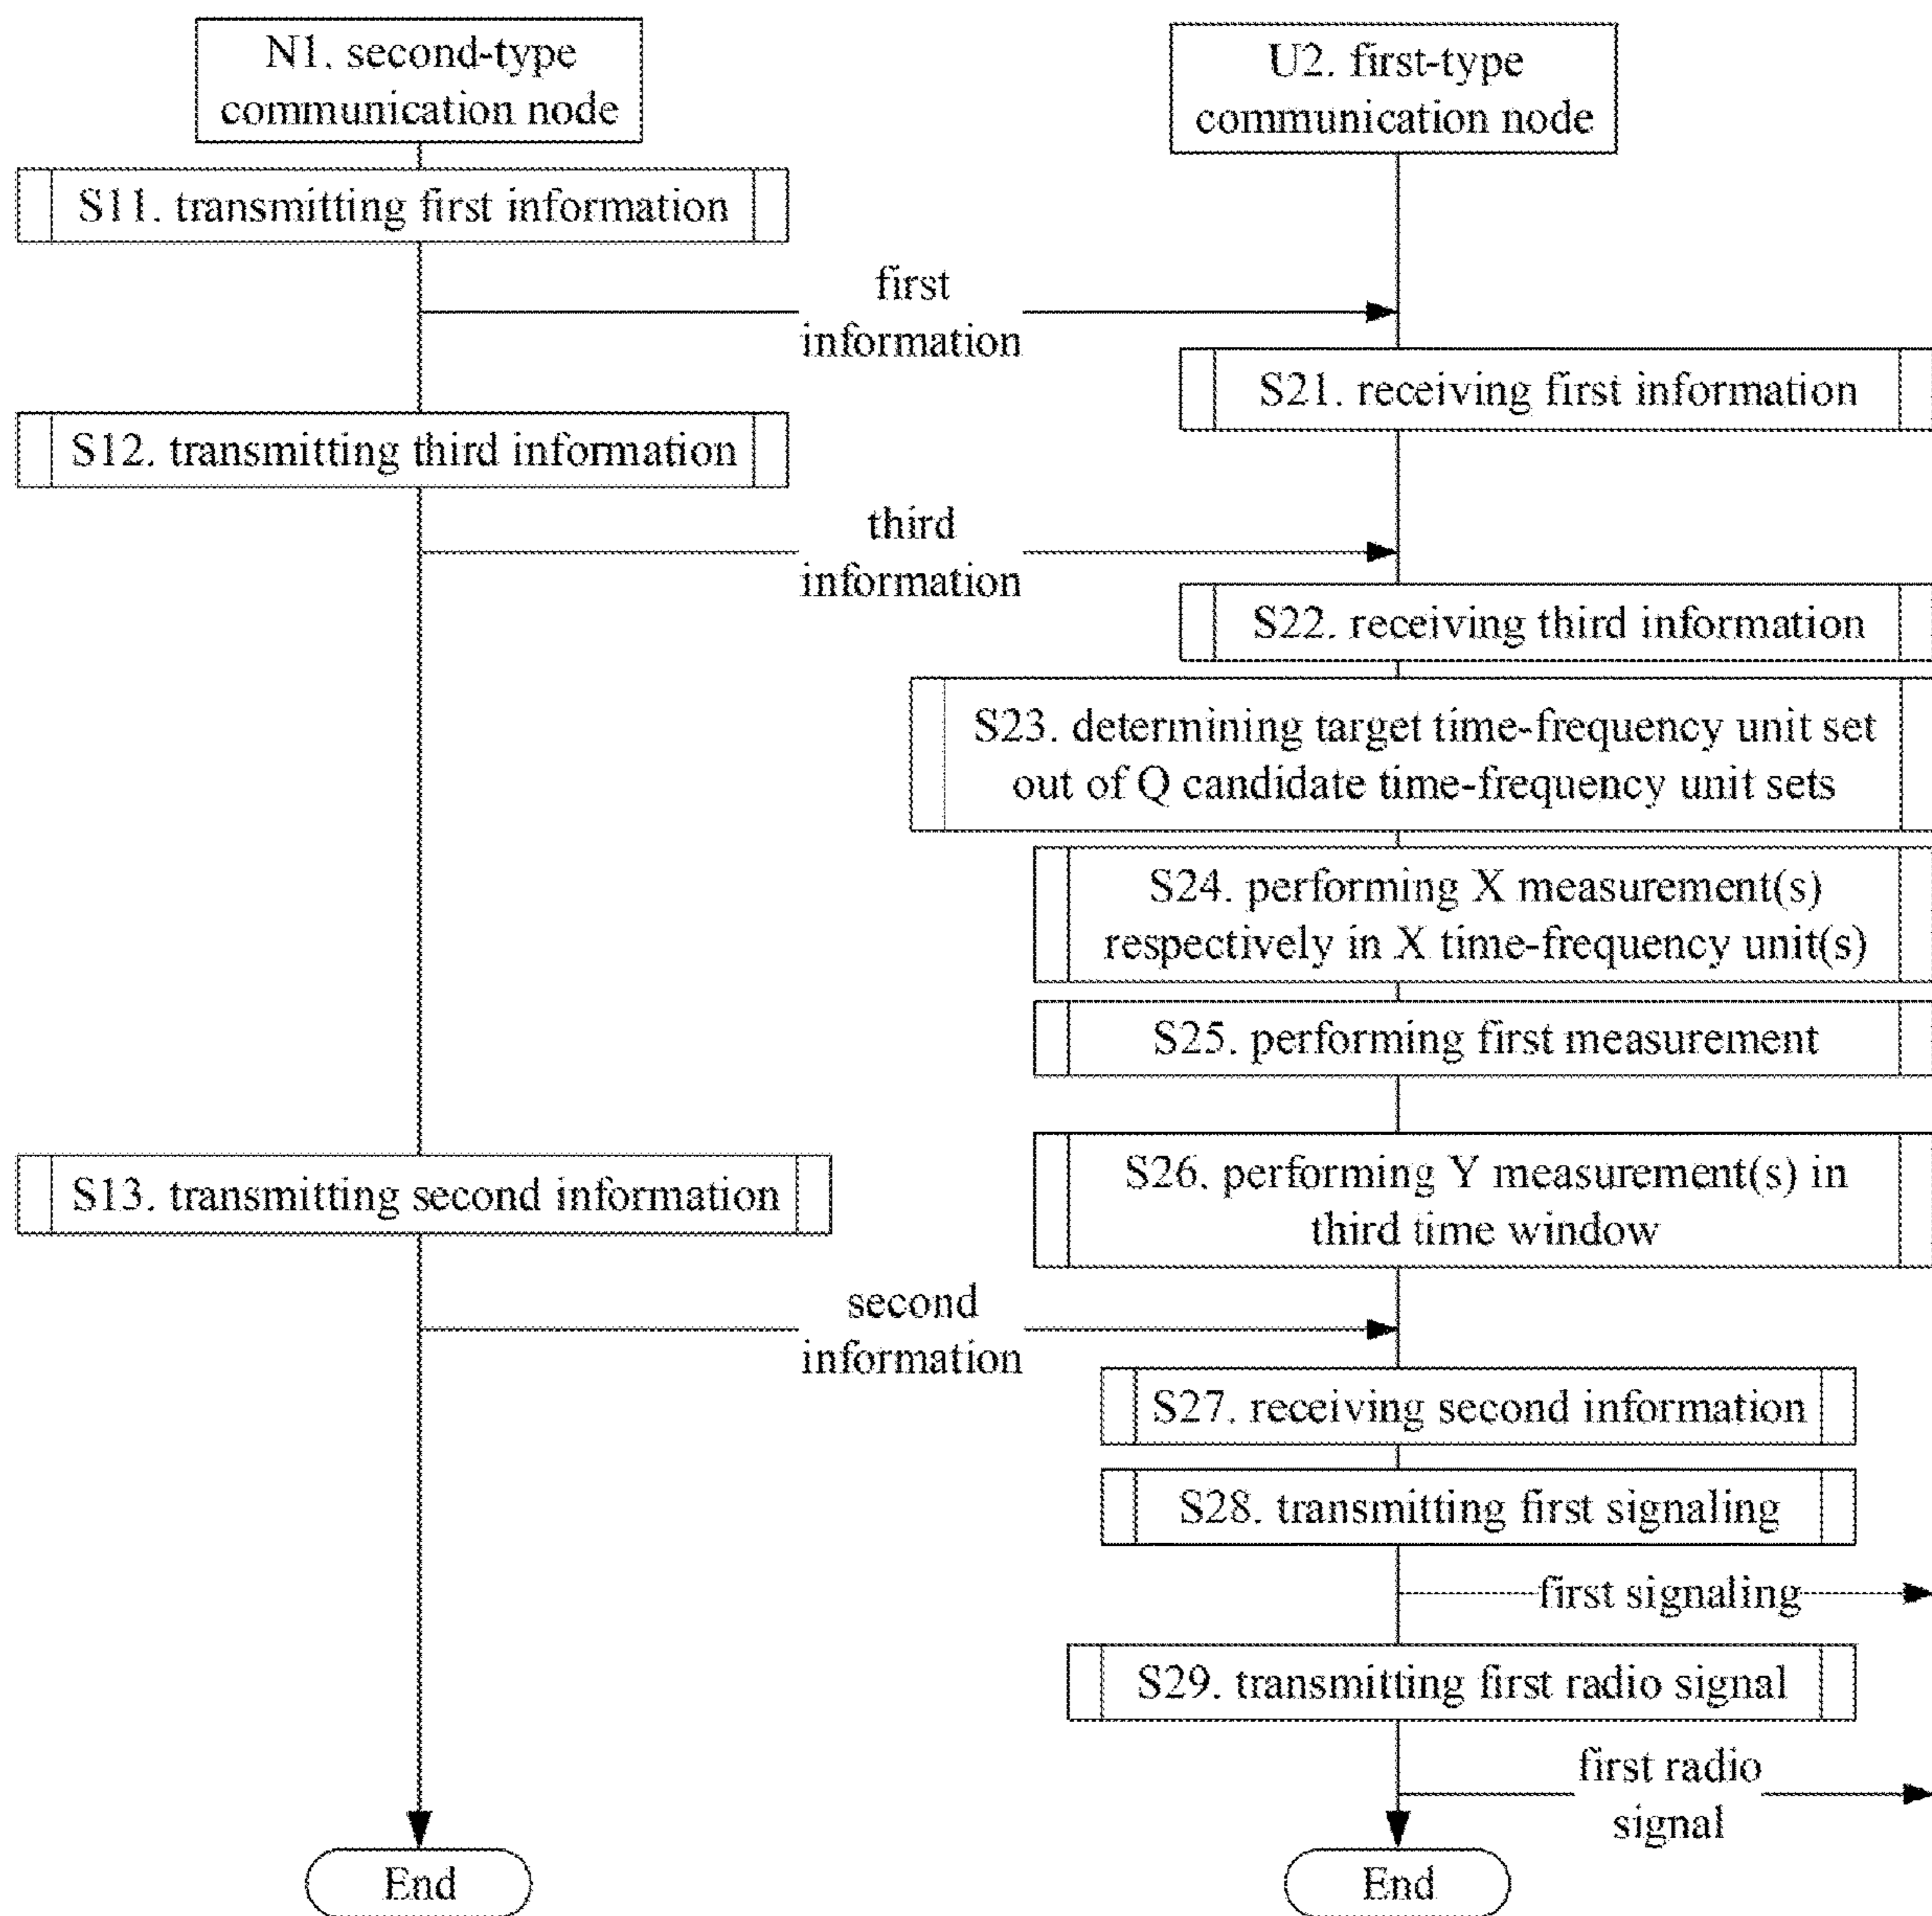 N1. second-type
communication node
U2. first-type
communication node
S11. transmitting first information
first
information
S21. receiving first information
S12. transmitting third information
third
information
S22. receiving third information
S23. determining target time-frequency unit set
out of Q candidate time-frequency unit sets
S24. performing X measurement(s)
respectively in X time-frequency unit(s)
S25. performing first measurement
S26. performing Y measurement(s) in
third time window
S13. transmitting second information
second
information
S27. receiving second information
S28. transmitting first signaling
first signaling
S29. transmitting first radio signal
first radio
signal
End
End